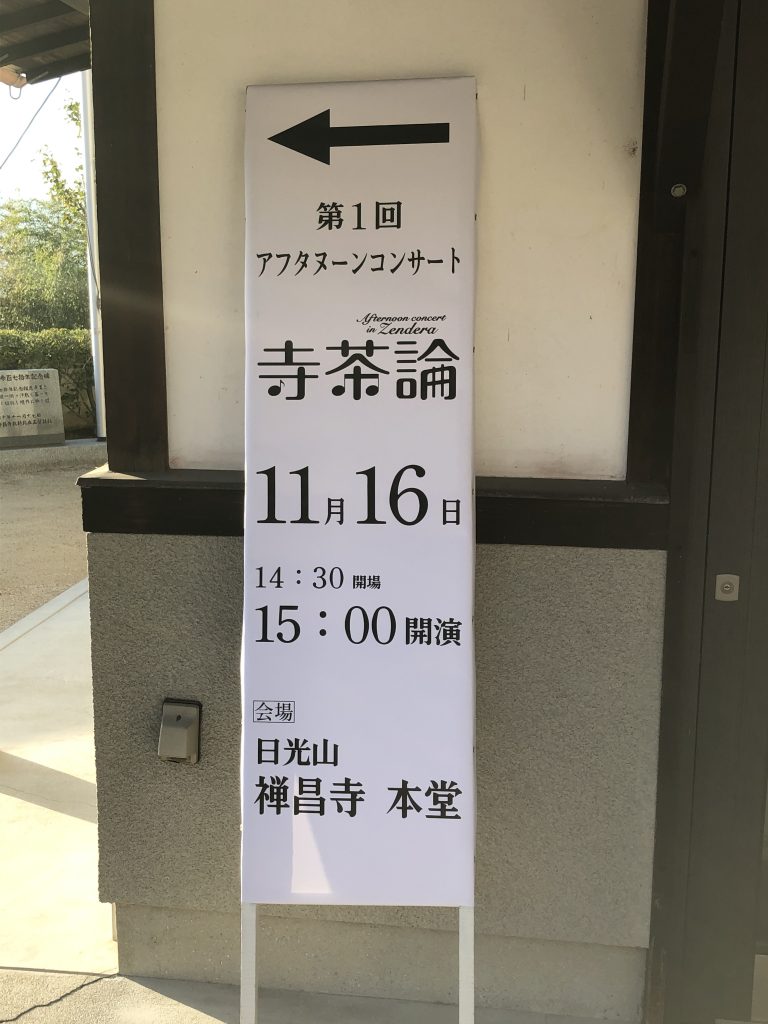 第1回
アフタヌーンコンサート
Afternoon concert
in Zendera
寺茶論
11月16日
14：30 開場
15：00 開演
会場
日光山
禅昌寺 本堂